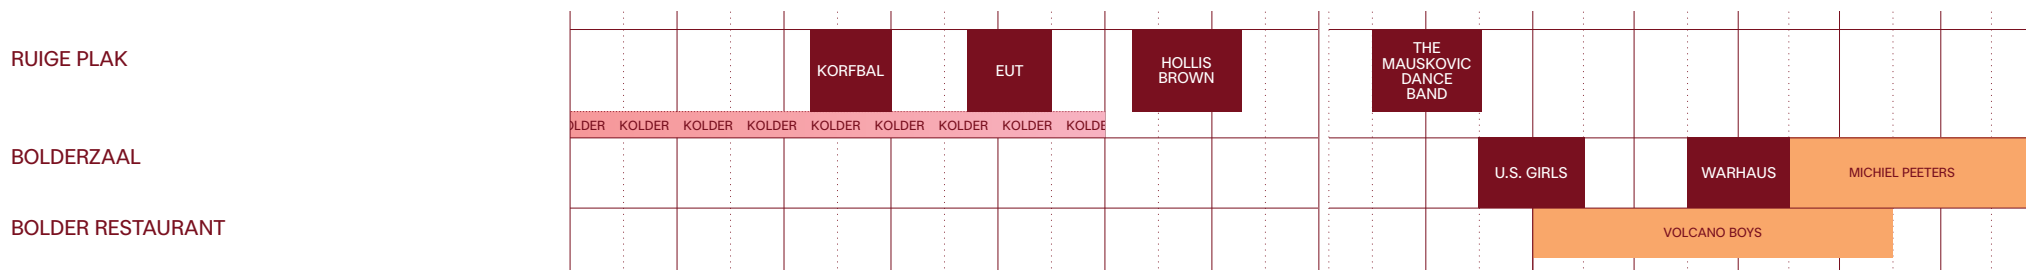 RUIGE PLAK
KORFBAL
EUT
HOLLIS
BROWN
THE
MAUSKOVIC
DANCE
BAND
OLDER KOLDER KOLDER KOLDER KOLDER KOLDER KOLDER KOLDER KOLDE
BOLDERZAAL
U.S. GIRLS
WARHAUS
MICHIEL PEETERS
BOLDER RESTAURANT
VOLCANO BOYS